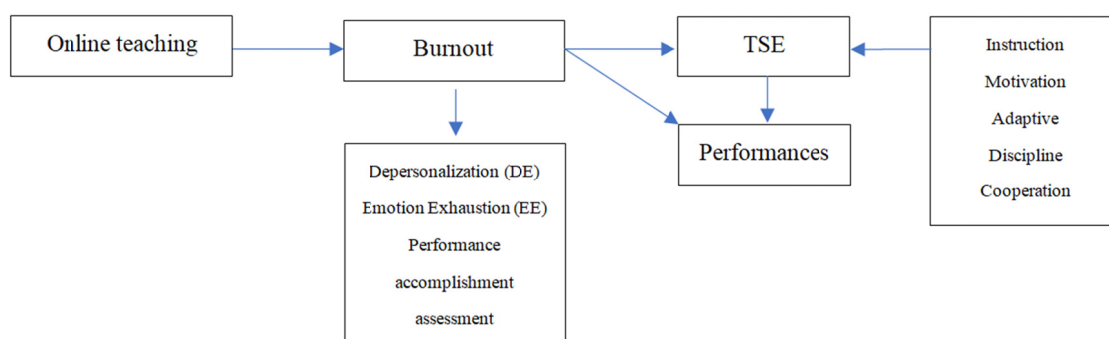 Online teaching
Burnout
TSE
Performances
Depersonalization (DE)
Emotion Exhaustion (EE)
Performance
accomplishment
assessment
Instruction
Motivation
Adaptive
Discipline
Cooperation